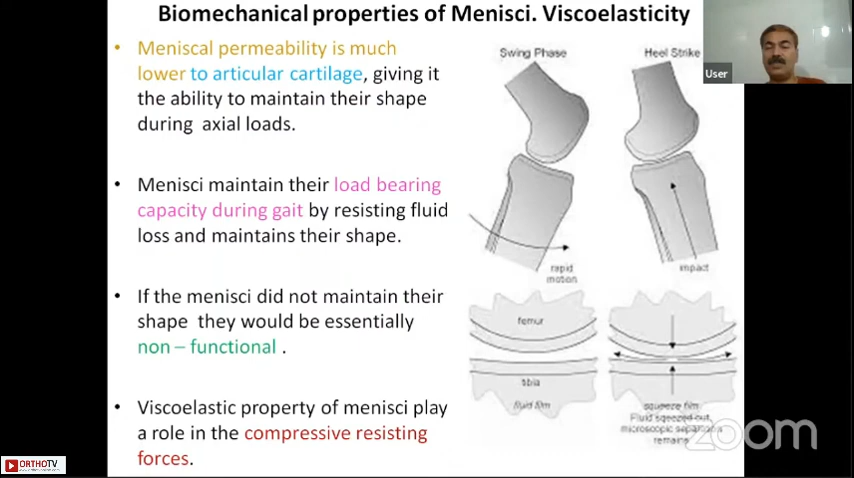 Biomechanical properties of Menisci. Viscoelasticity
• Meniscal permeability is much
lower to articular cartilage, giving it
the ability to maintain their shape
during axial loads.
• Menisci maintain their load bearing
capacity during gait by resisting fluid
loss and maintains their shape.
• If the menisci did not maintain their
shape they would be essentially
non – functional .
• Viscoelastic property of menisci play
a role in the compressive resisting
forces.
Swing Phase
Heel Strike
rapid
motion
impact
femur
tibia
fluid film
squeeze film
Fluid squeezed out,
microscopic separation
remains
User
zoom
ORTHOTV